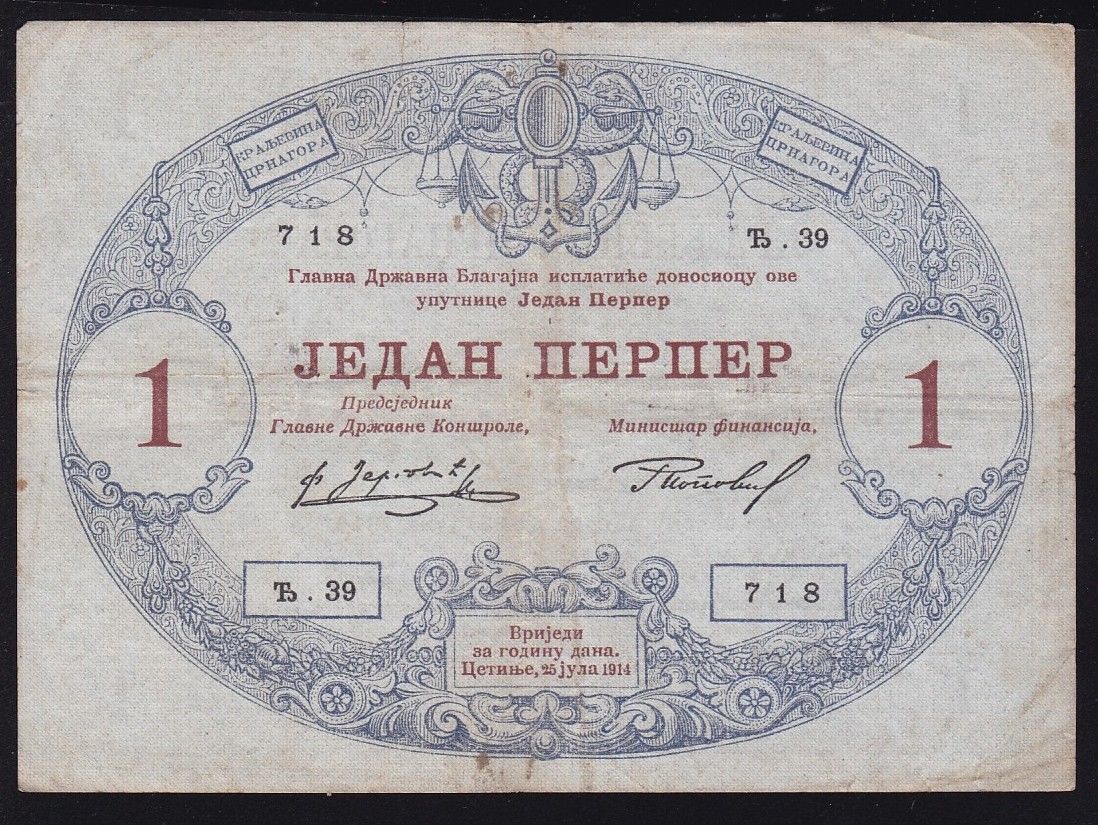 КРАЉЕВИНА
ЦРНАГОРА
КРАЉЕВИНА
ЦРНАГОРА
718
Ђ. 39
Главна Државна Благајна исплатиће доносиоцу ове
упутнице Један Перпер
1
ЈЕДАН ПЕРПЕР
1
Предсједник
Главне Државне Контроле,
Министар финансија,
Ђ. 39
718
Вриједи
за годину дана.
Цетиње, 25 јула 1914